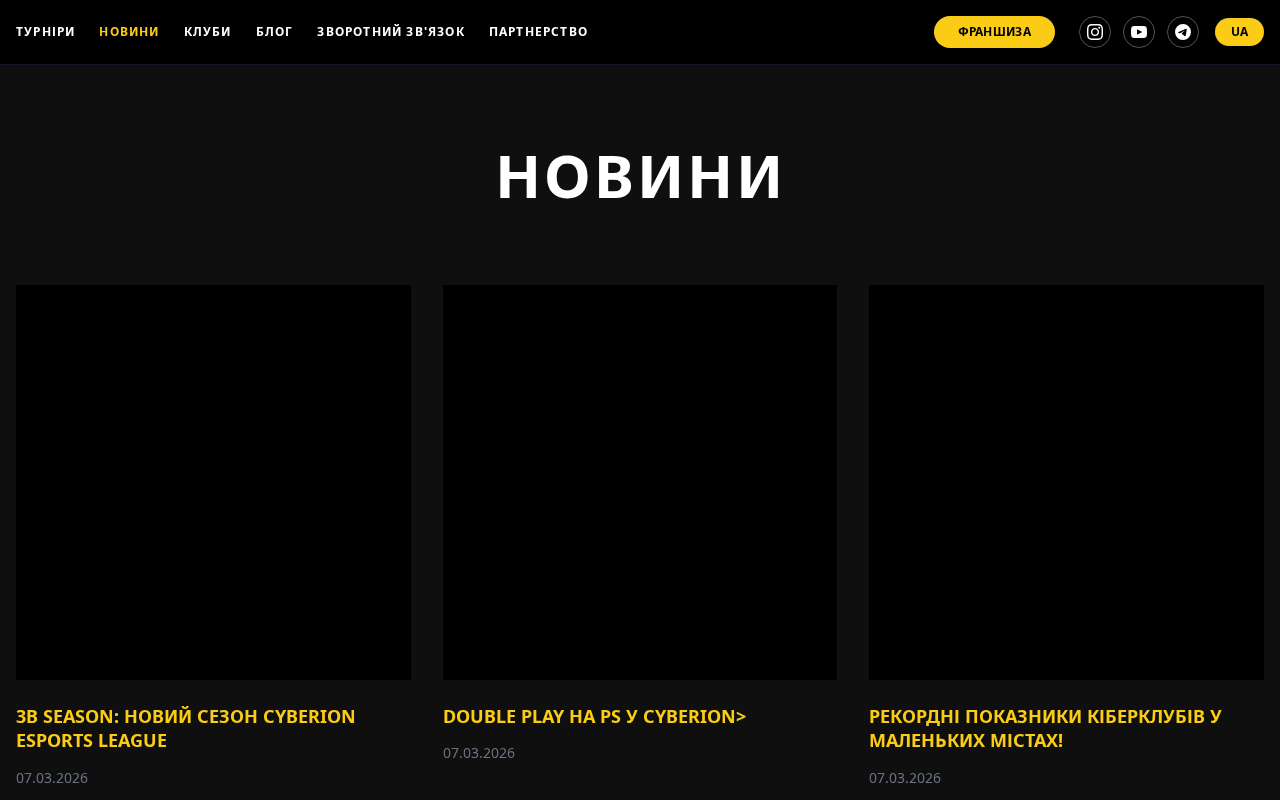 ТУРНІРИ НОВИНИ КЛУБИ БЛОГ ЗВОРОТНИЙ ЗВ'ЯЗОК ПАРТНЕРСТВО ФРАНШИЗА UA
НОВИНИ
3B SEASON: НОВИЙ СЕЗОН CYBERION
ESPORTS LEAGUE
07.03.2026
DOUBLE PLAY НА PS У CYBERION>
07.03.2026
РЕКОРДНІ ПОКАЗНИКИ КІБЕРКЛУБІВ У
МАЛЕНЬКИХ МІСТАХ!
07.03.2026